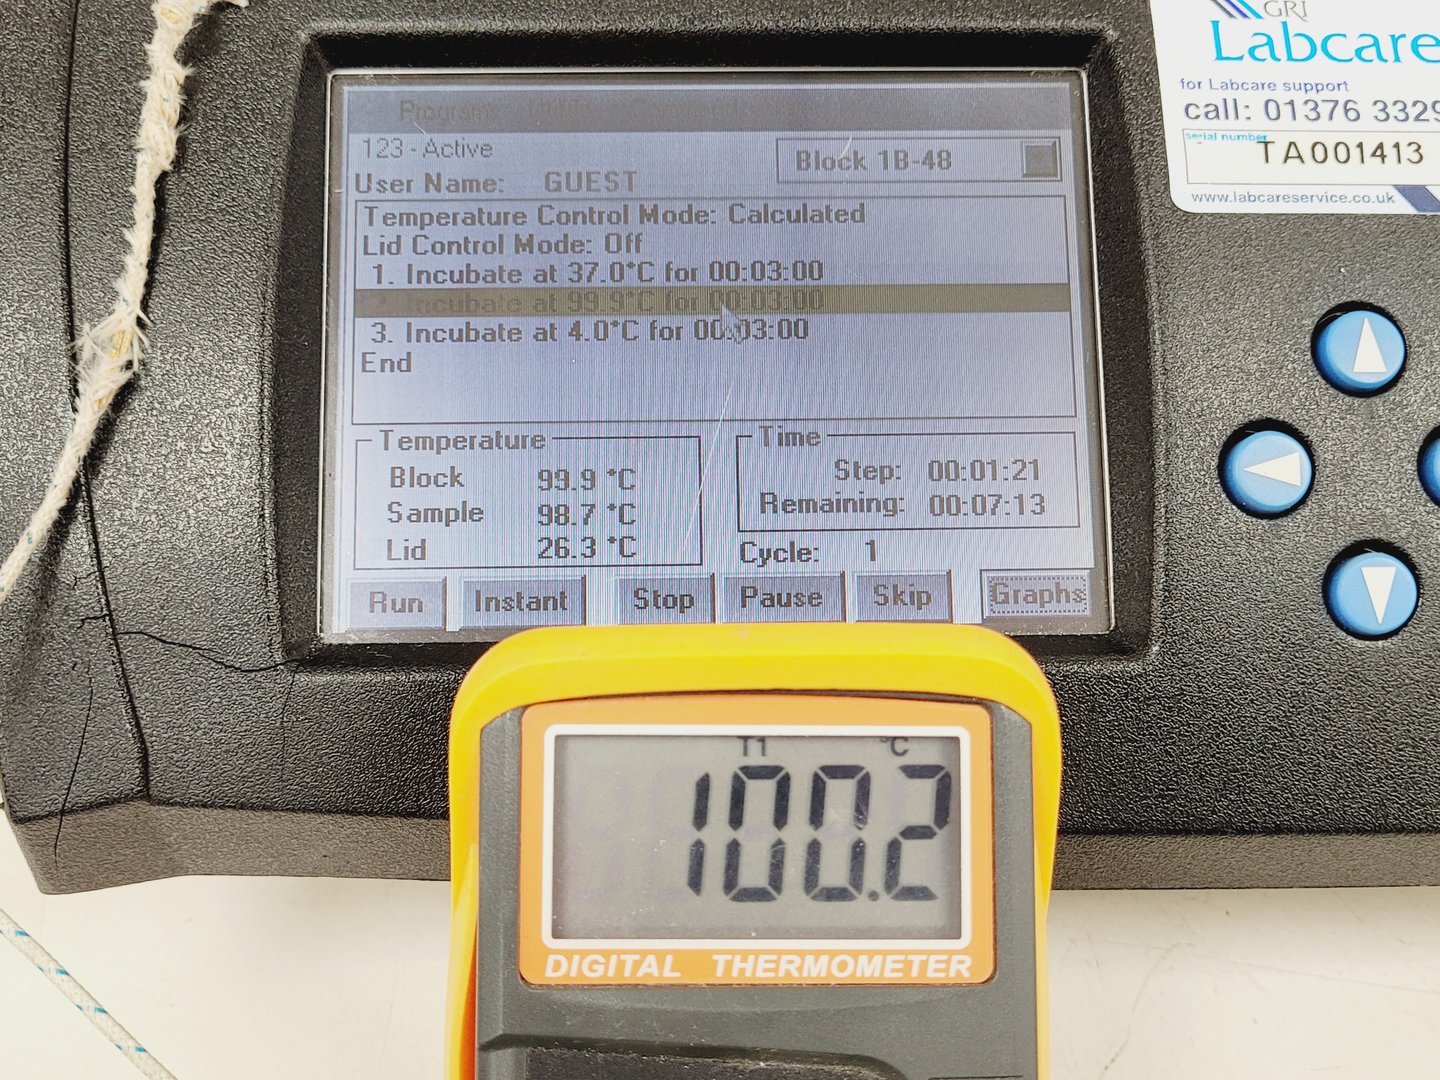 GRI
Labcare
for Labcare support
call: 01376 3329
serial number
TA001413
www.labcareservice.co.uk
123 - Active
Block 1B-48
User Name: GUEST
Temperature Control Mode: Calculated
Lid Control Mode: Off
1. Incubate at 37.0°C for 00:03:00
2. Incubate at 99.9°C for 00:03:00
3. Incubate at 4.0°C for 00:03:00
End
Temperature
Block 99.9 °C
Sample 98.7 °C
Lid 26.3 °C
Time
Step: 00:01:21
Remaining: 00:07:13
Cycle: 1
Run Instant Stop Pause Skip Graphs
T1 °C
100.2
DIGITAL THERMOMETER